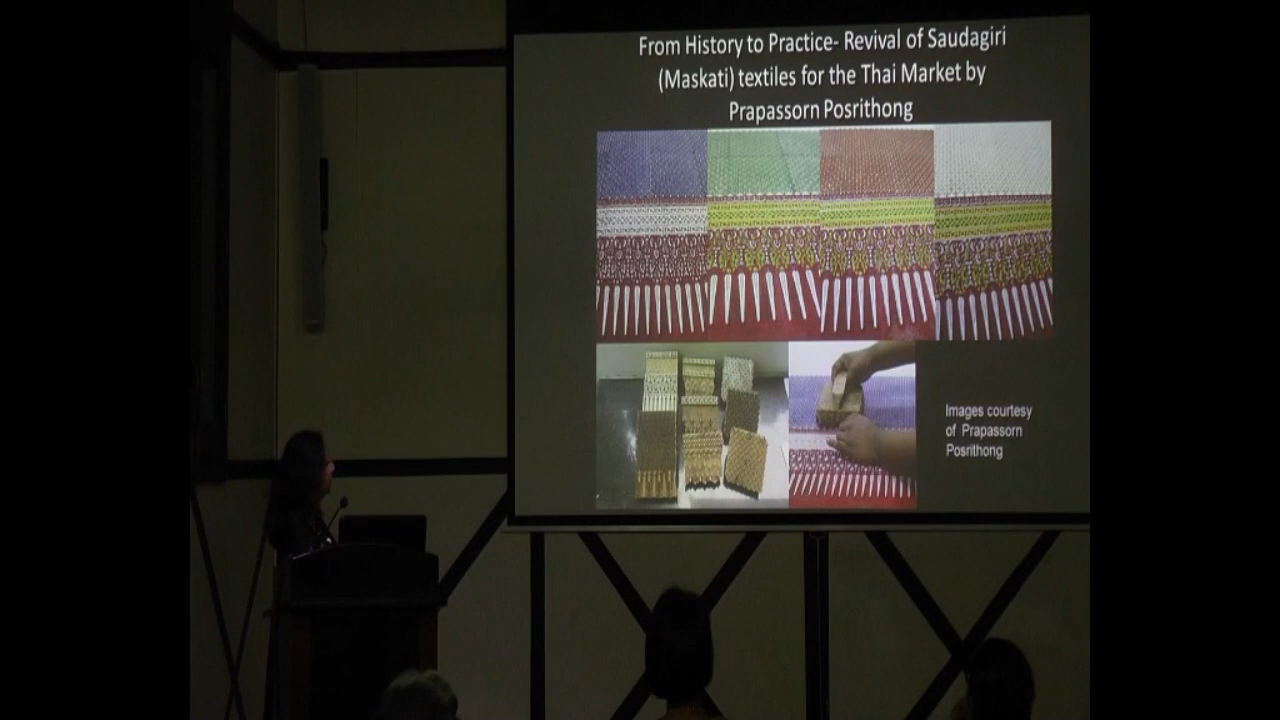 From History to Practice- Revival of Saudagiri
(Maskati) textiles for the Thai Market by
Prapassorn Posrithong
Images courtesy
of Prapassorn
Posrithong